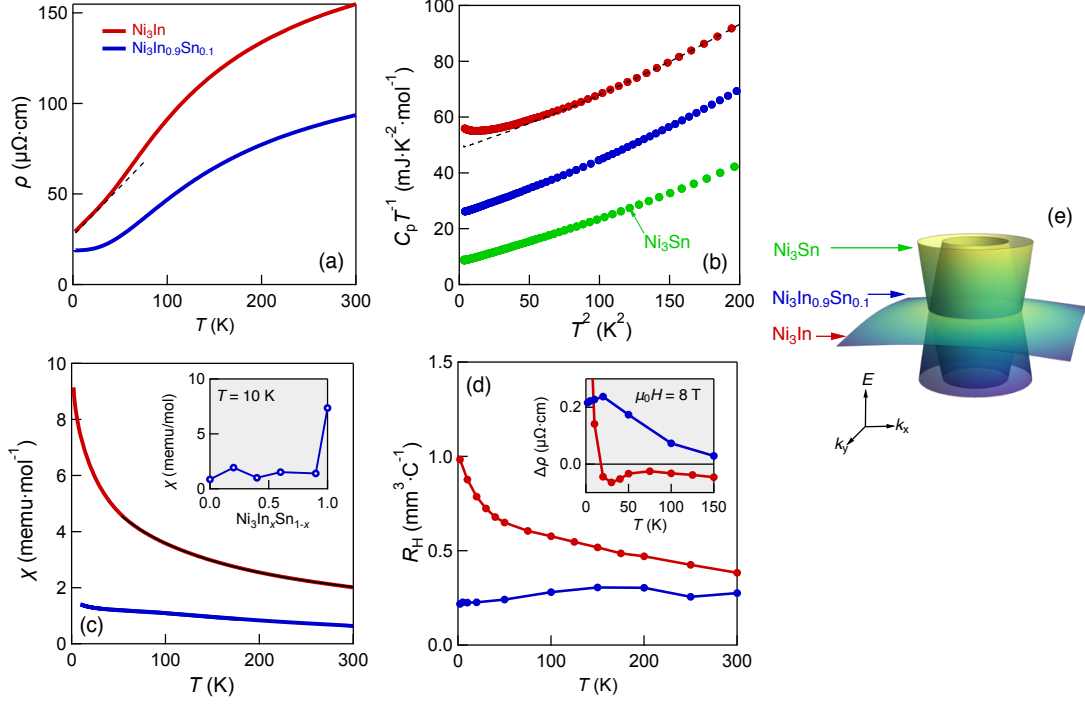 150
100
50
0
ρ (µΩ·cm)
Ni₃In
Ni₃In₀.₉Sn₀.₁
(a)
0 100 200 300
T (K)
100
80
60
40
20
0
CₚT⁻¹ (mJ·K⁻²·mol⁻¹)
Ni₃Sn
(b)
0 50 100 150 200
T² (K²)
(e)
Ni₃Sn
Ni₃In₀.₉Sn₀.₁
Ni₃In
E
kₓ
kᵧ
10
8
6
4
2
0
χ (memu·mol⁻¹)
10
5
0
χ (memu/mol)
T = 10 K
0.0 0.5 1.0
Ni₃InₓSn₁₋ₓ
(c)
0 100 200 300
T (K)
1.5
1.0
0.5
0.0
R_H (mm³·C⁻¹)
(d)
0.2
0.0
Δρ (µΩ·cm)
µ₀H = 8 T
0 50 100 150
T (K)
0 100 200 300
T (K)